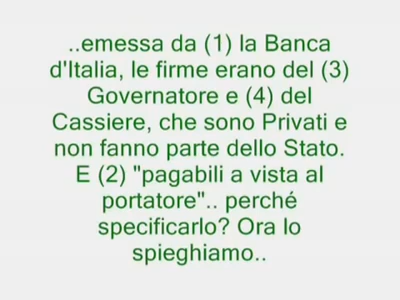 ..emessa da (1) la Banca
d'Italia, le firme erano del (3)
Governatore e (4) del
Cassiere, che sono Privati e
non fanno parte dello Stato.
E (2) "pagabili a vista al
portatore".. perché
specificarlo? Ora lo
spieghiamo..